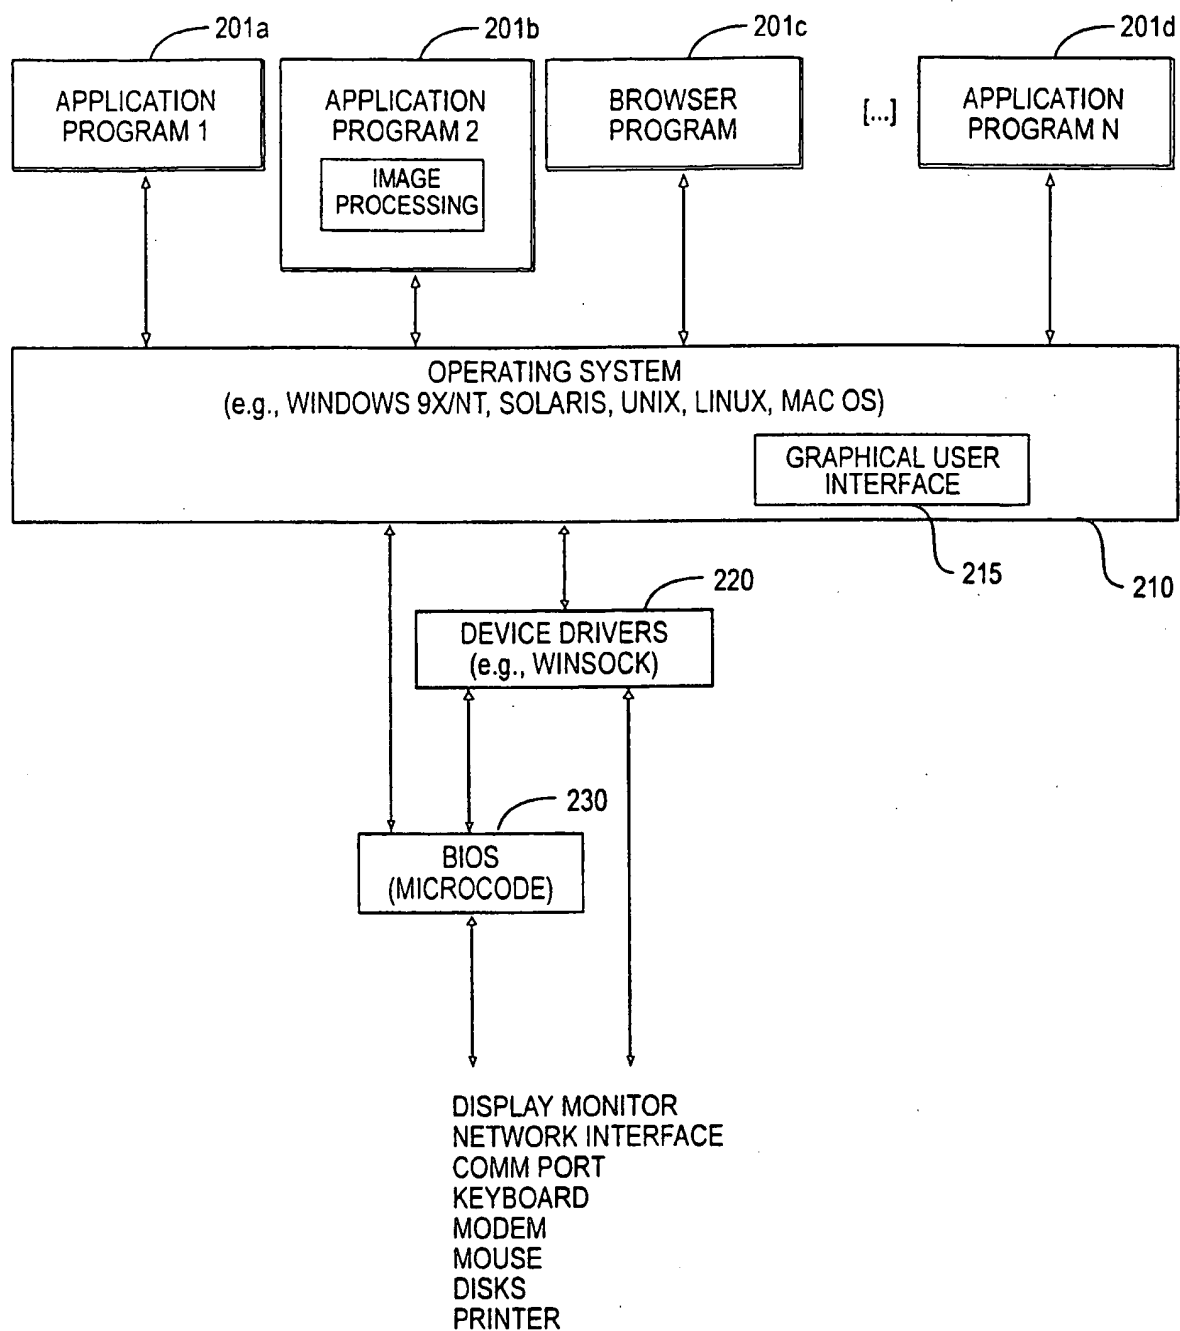 201a
201b
201c
201d
APPLICATION
PROGRAM 1
APPLICATION
PROGRAM 2
IMAGE
PROCESSING
BROWSER
PROGRAM
[...]
APPLICATION
PROGRAM N
OPERATING SYSTEM
(e.g., WINDOWS 9X/NT, SOLARIS, UNIX, LINUX, MAC OS)
GRAPHICAL USER
INTERFACE
215
210
220
DEVICE DRIVERS
(e.g., WINSOCK)
230
BIOS
(MICROCODE)
DISPLAY MONITOR
NETWORK INTERFACE
COMM PORT
KEYBOARD
MODEM
MOUSE
DISKS
PRINTER